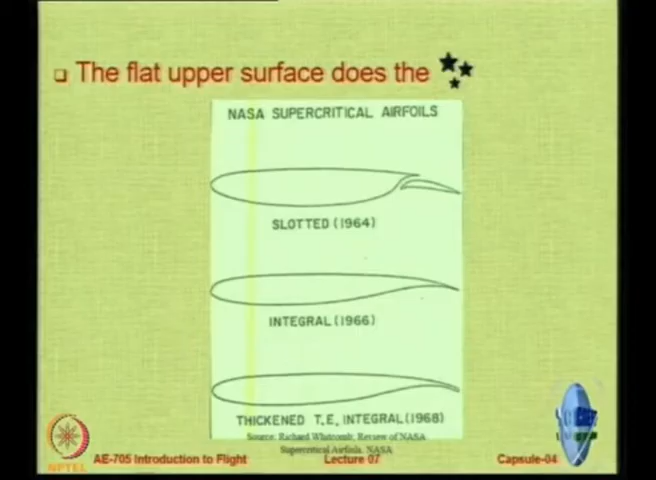 The flat upper surface does the
NASA SUPERCRITICAL AIRFOILS
SLOTTED (1964)
INTEGRAL (1966)
THICKENED T.E. INTEGRAL (1968)
Source: Richard Whitcomb, Review of NASA
Supercritical Airfoils, NASA
NPTEL
AE-705 Introduction to Flight
Lecture 07
Capsule-04